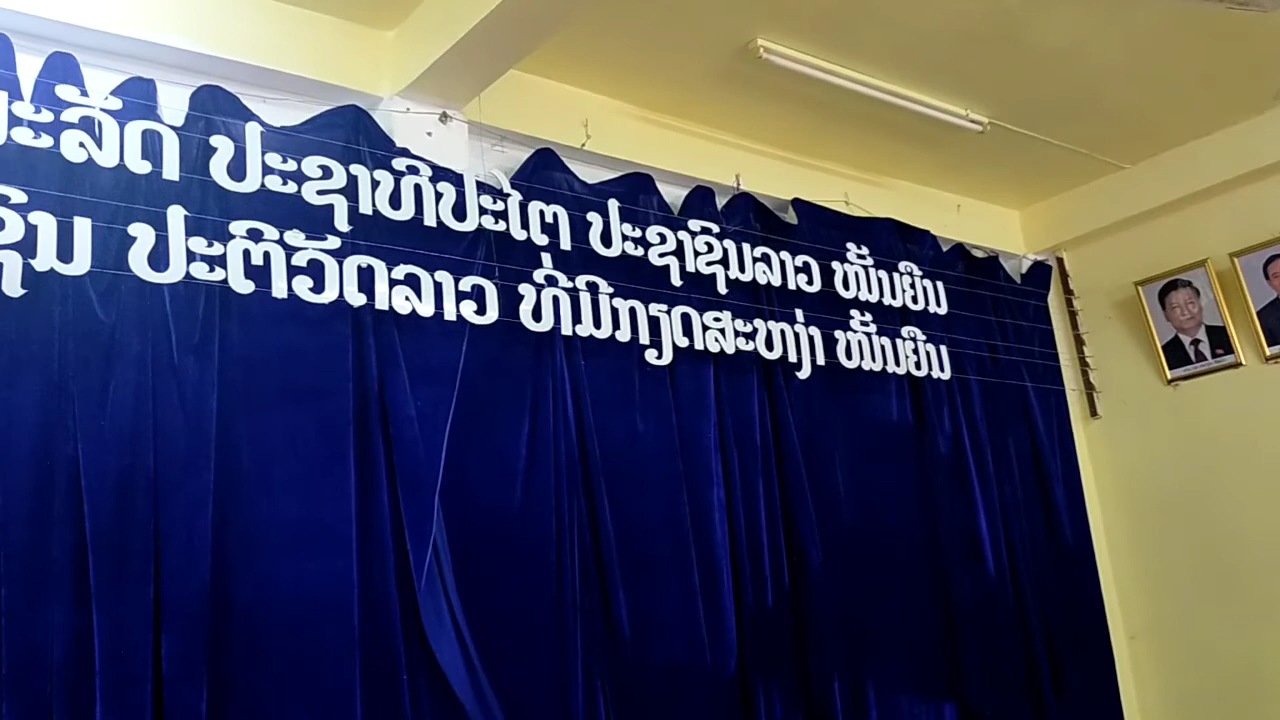 ປະລັດ ປະຊາທິປະໄຕ ປະຊາຊົນລາວ ໝັ້ນຍືນ
ຊົນ ປະຕິວັດລາວ ທີ່ມີກຽດສະຫງ່າ ໝັ້ນຍືນ